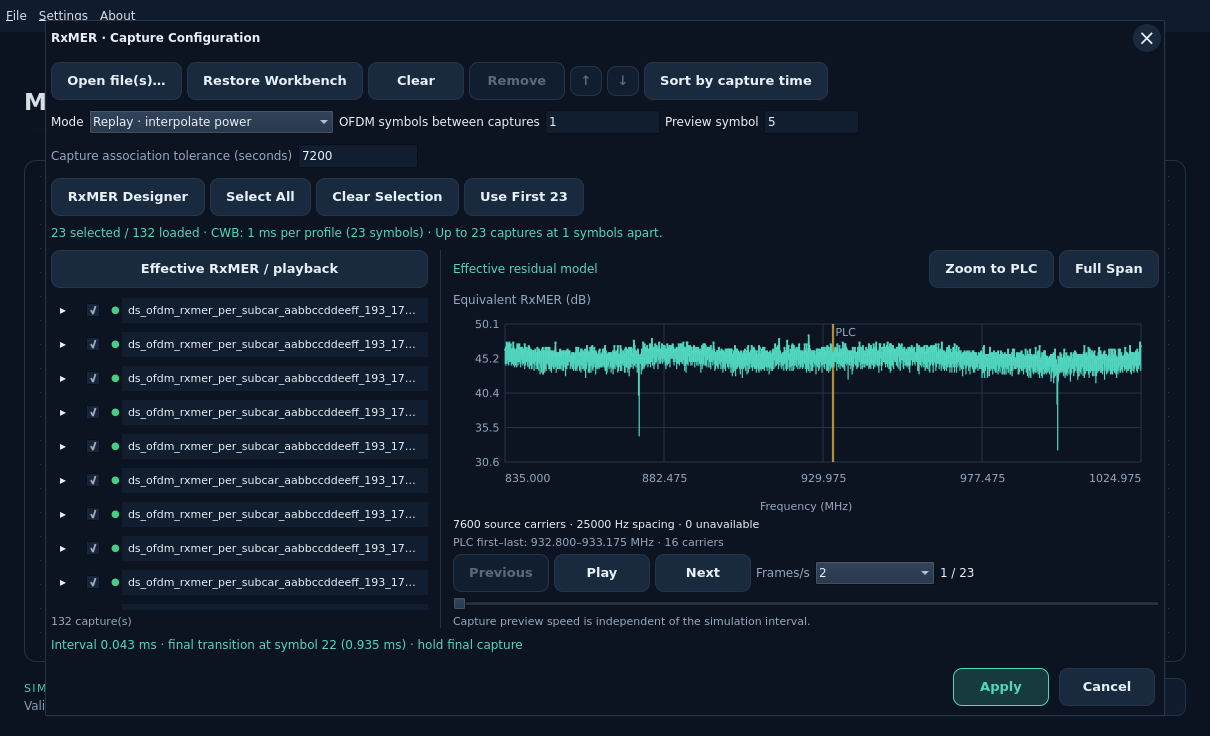 File Settings About
RxMER · Capture Configuration
M
Open file(s)... Restore Workbench Clear Remove ↑ ↓ Sort by capture time
Mode Replay · interpolate power OFDM symbols between captures 1 Preview symbol 5
Capture association tolerance (seconds) 7200
RxMER Designer Select All Clear Selection Use First 23
23 selected / 132 loaded · CWB: 1 ms per profile (23 symbols) · Up to 23 captures at 1 symbols apart.
Effective RxMER / playback
ds_ofdm_rxmer_per_subcar_aabbccddeeff_193_17...
ds_ofdm_rxmer_per_subcar_aabbccddeeff_193_17...
ds_ofdm_rxmer_per_subcar_aabbccddeeff_193_17...
ds_ofdm_rxmer_per_subcar_aabbccddeeff_193_17...
ds_ofdm_rxmer_per_subcar_aabbccddeeff_193_17...
ds_ofdm_rxmer_per_subcar_aabbccddeeff_193_17...
ds_ofdm_rxmer_per_subcar_aabbccddeeff_193_17...
ds_ofdm_rxmer_per_subcar_aabbccddeeff_193_17...
ds_ofdm_rxmer_per_subcar_aabbccddeeff_193_17...
132 capture(s)
Effective residual model Zoom to PLC Full Span
Equivalent RxMER (dB)
50.1
PLC
45.2
40.4
35.5
30.6
835.000 882.475 929.975 977.475 1024.975
Frequency (MHz)
7600 source carriers · 25000 Hz spacing · 0 unavailable
PLC first–last: 932.800–933.175 MHz · 16 carriers
Previous Play Next Frames/s 2 1 / 23
Capture preview speed is independent of the simulation interval.
Interval 0.043 ms · final transition at symbol 22 (0.935 ms) · hold final capture
SIM
Vali
Apply Cancel